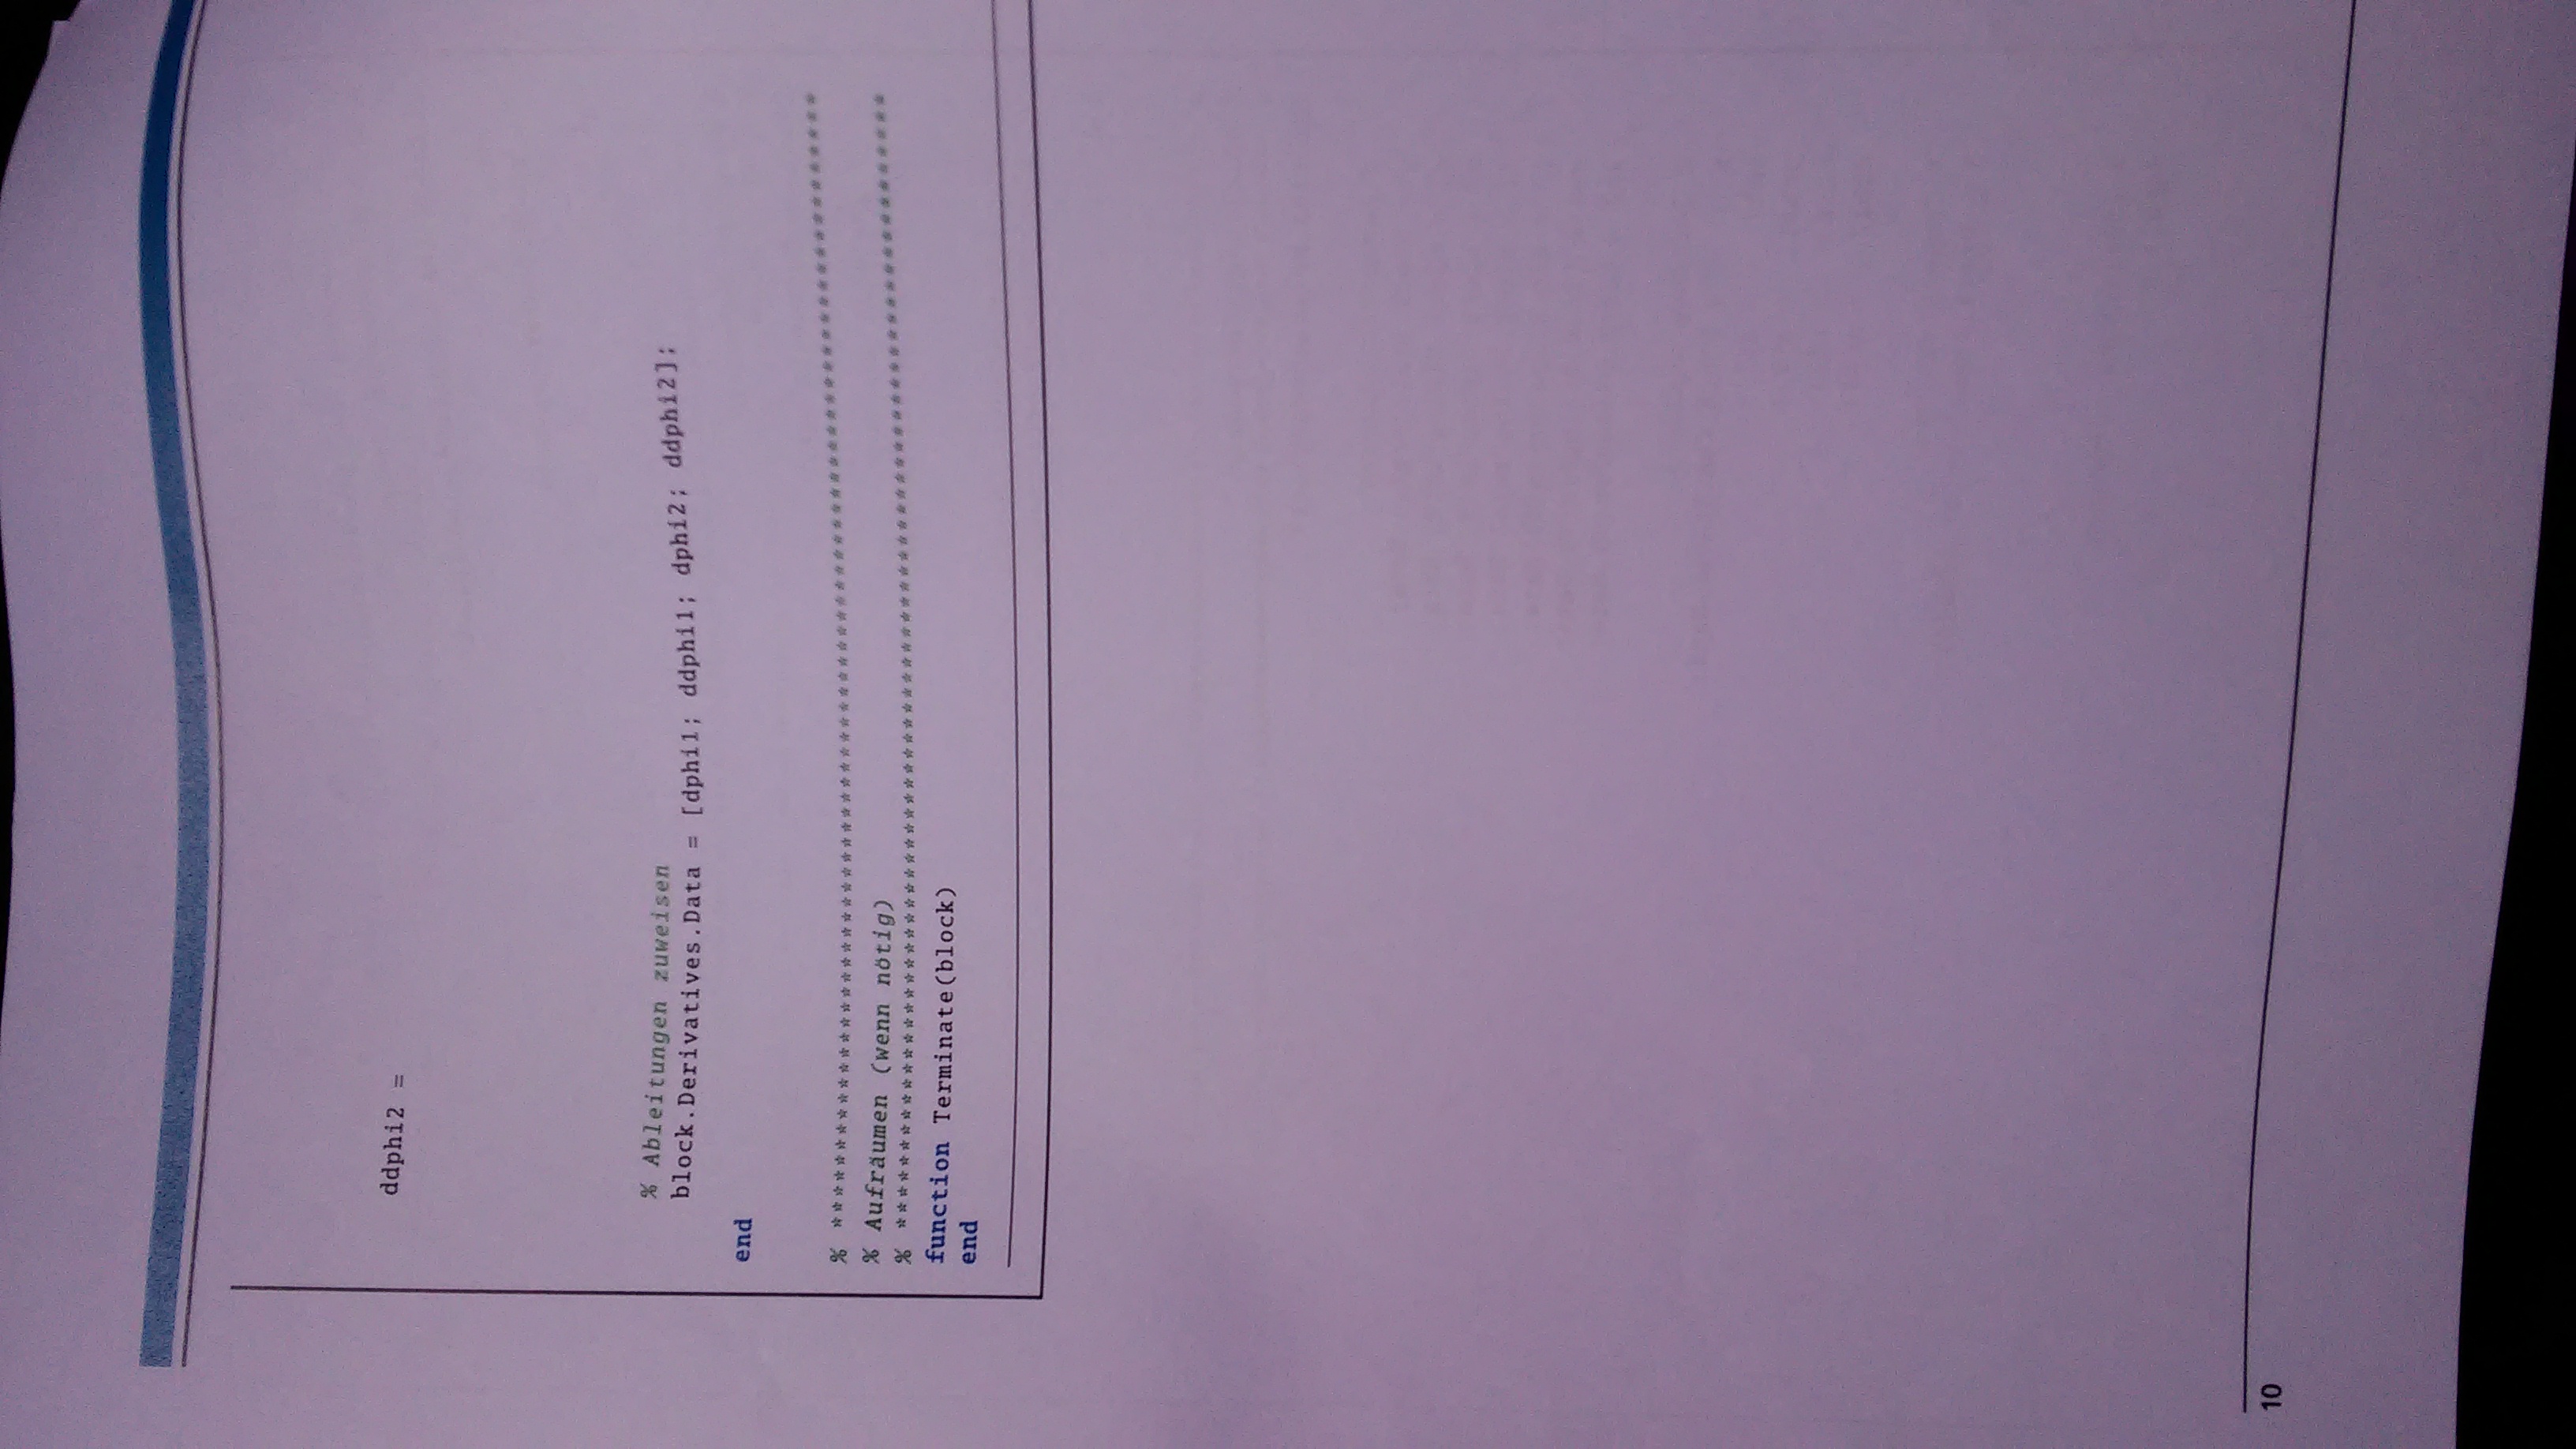 ddphi2 =
% Ableitungen zuweisen
block.Derivatives.Data = [dphi1; ddphi1; dphi2; ddphi2];
end
% **************************************************************************
% Aufräumen (wenn nötig)
% **************************************************************************
function Terminate(block)
end
10